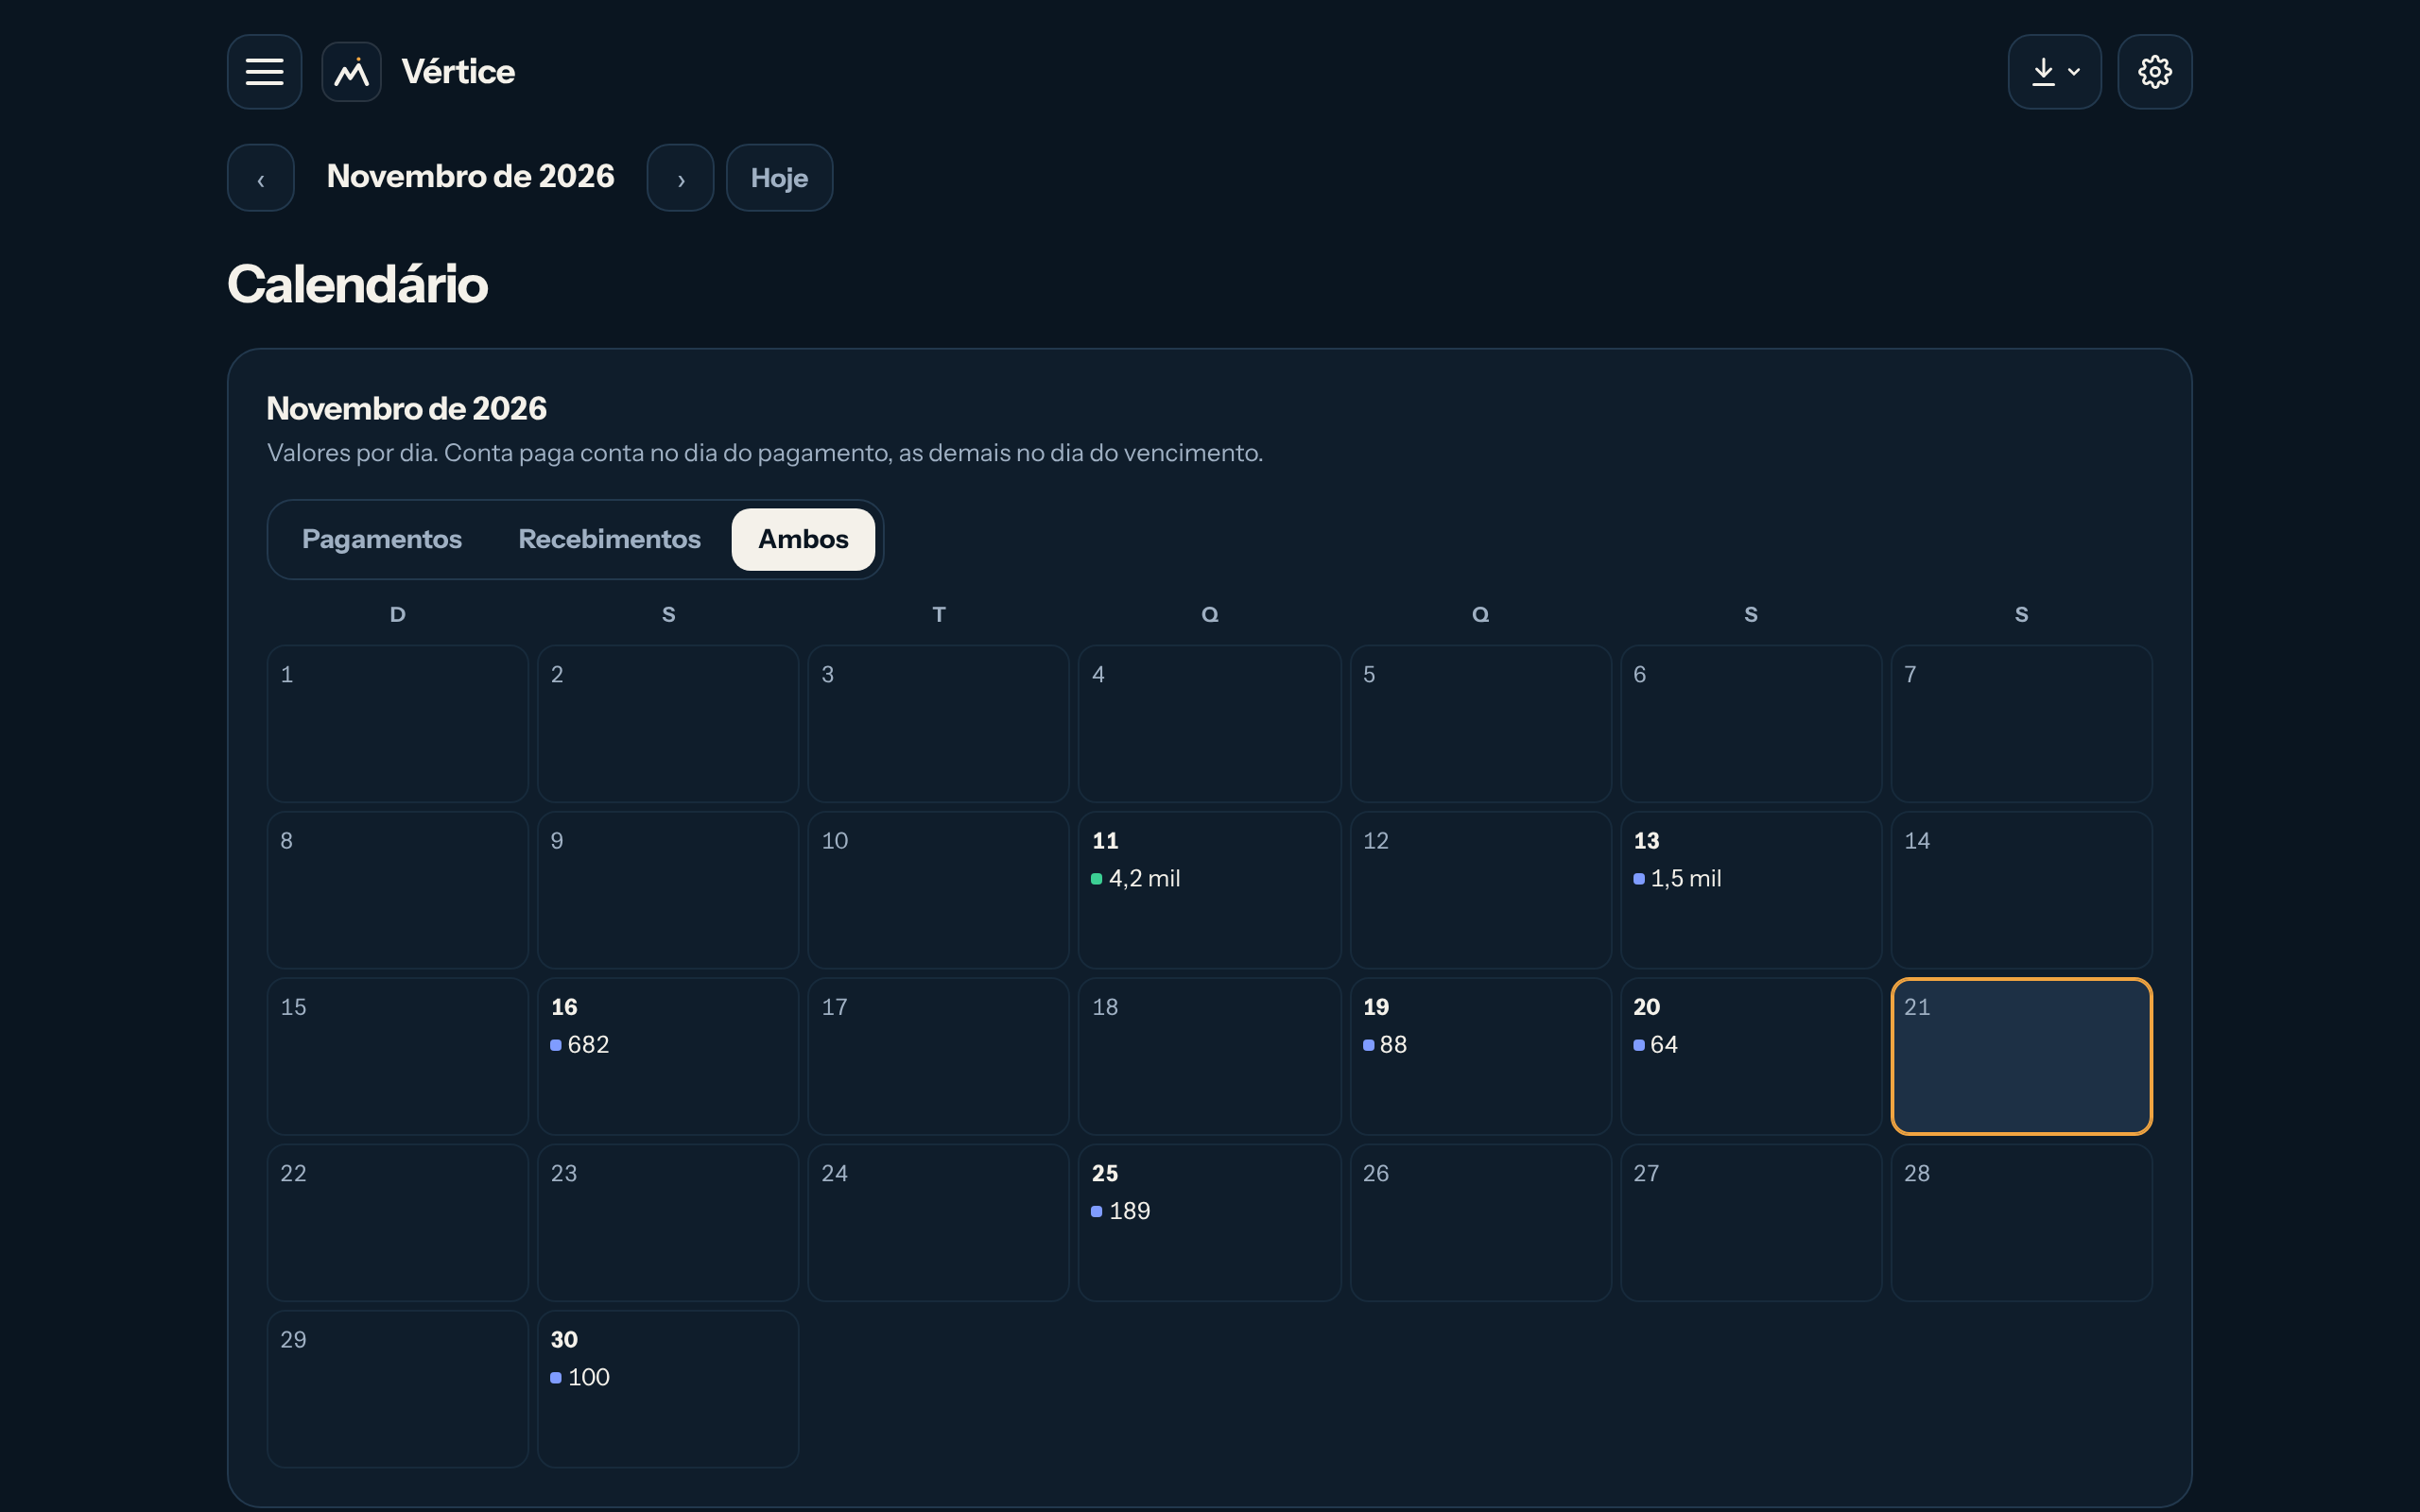 Vértice
‹ Novembro de 2026 › Hoje
Calendário
Novembro de 2026
Valores por dia. Conta paga conta no dia do pagamento, as demais no dia do vencimento.
Pagamentos Recebimentos Ambos
D S T Q Q S S
1 2 3 4 5 6 7
8 9 10 11 12 13 14
4,2 mil 1,5 mil
15 16 17 18 19 20 21
682 88 64
22 23 24 25 26 27 28
189
29 30
100